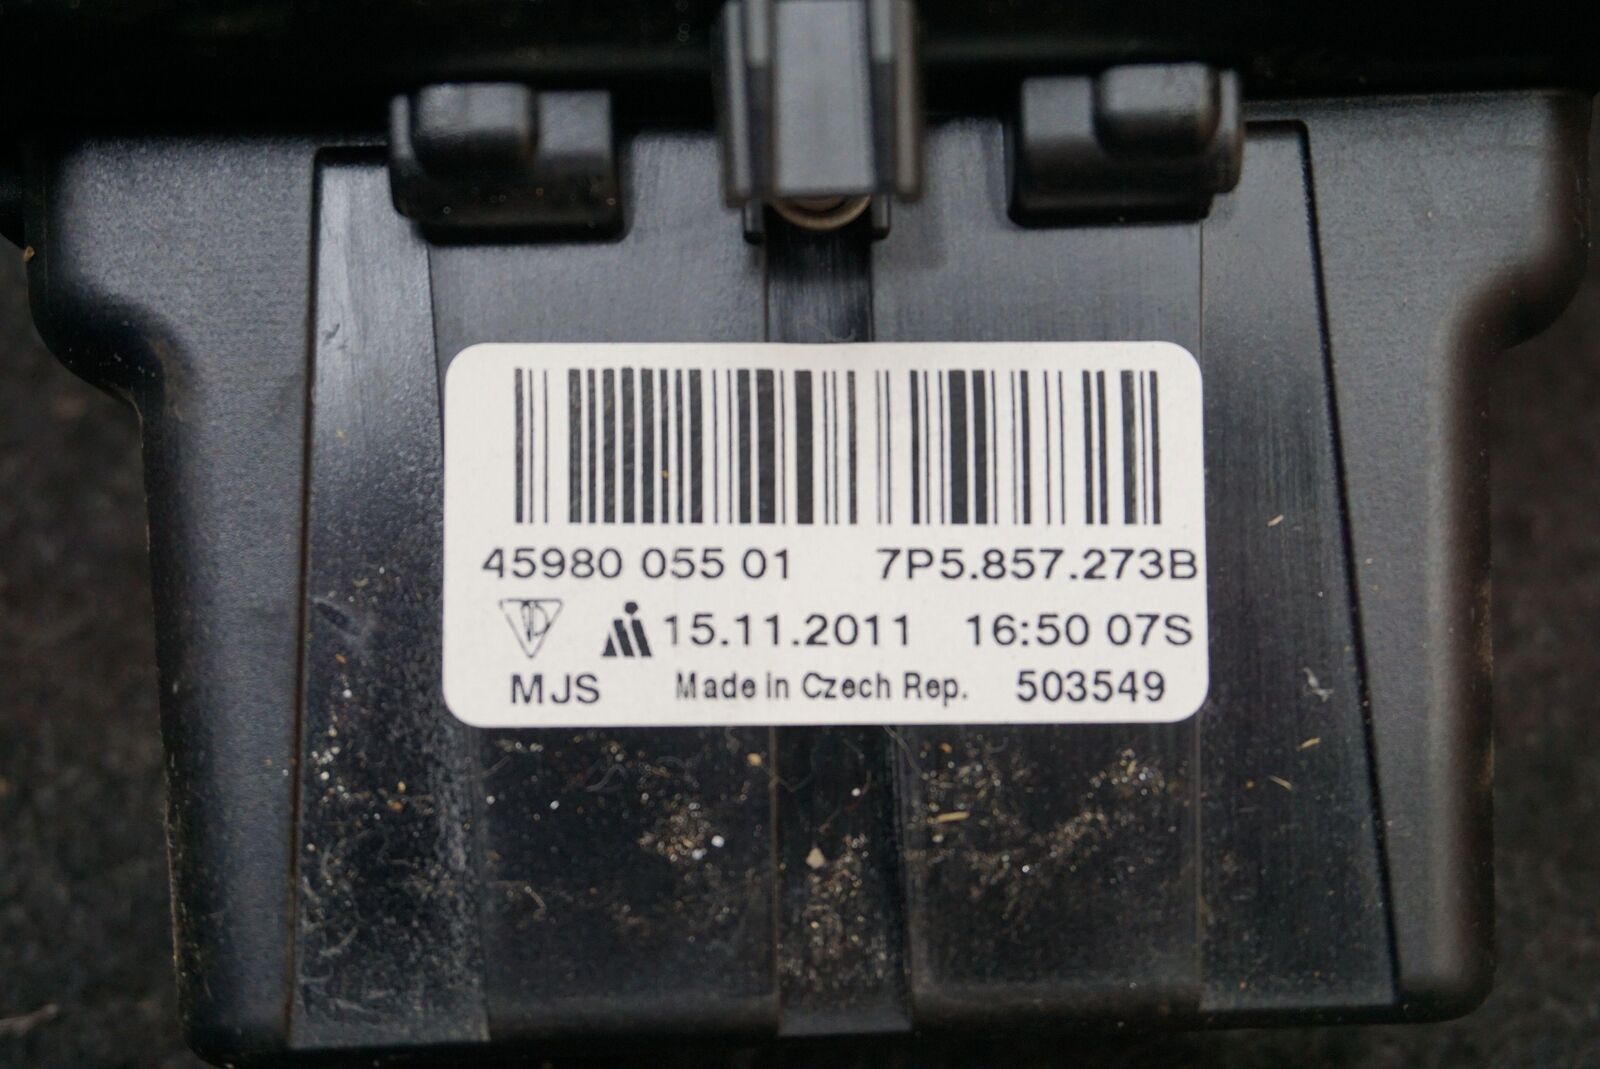 45980 055 01 7P5.857.273B
15.11.2011 16:50 07S
MJS Made in Czech Rep. 503549